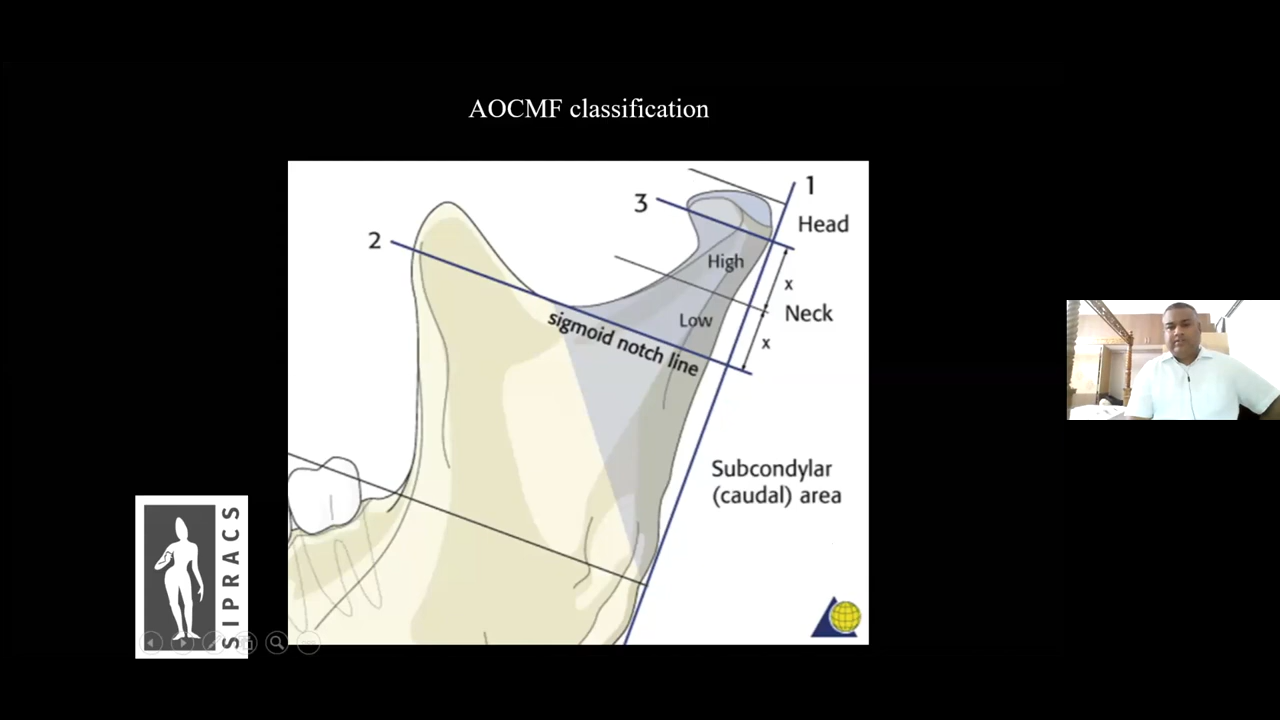 AOCMF classification
1
3
Head
2
High
x
Neck
Low
x
sigmoid notch line
Subcondylar
(caudal) area
SIPRACS